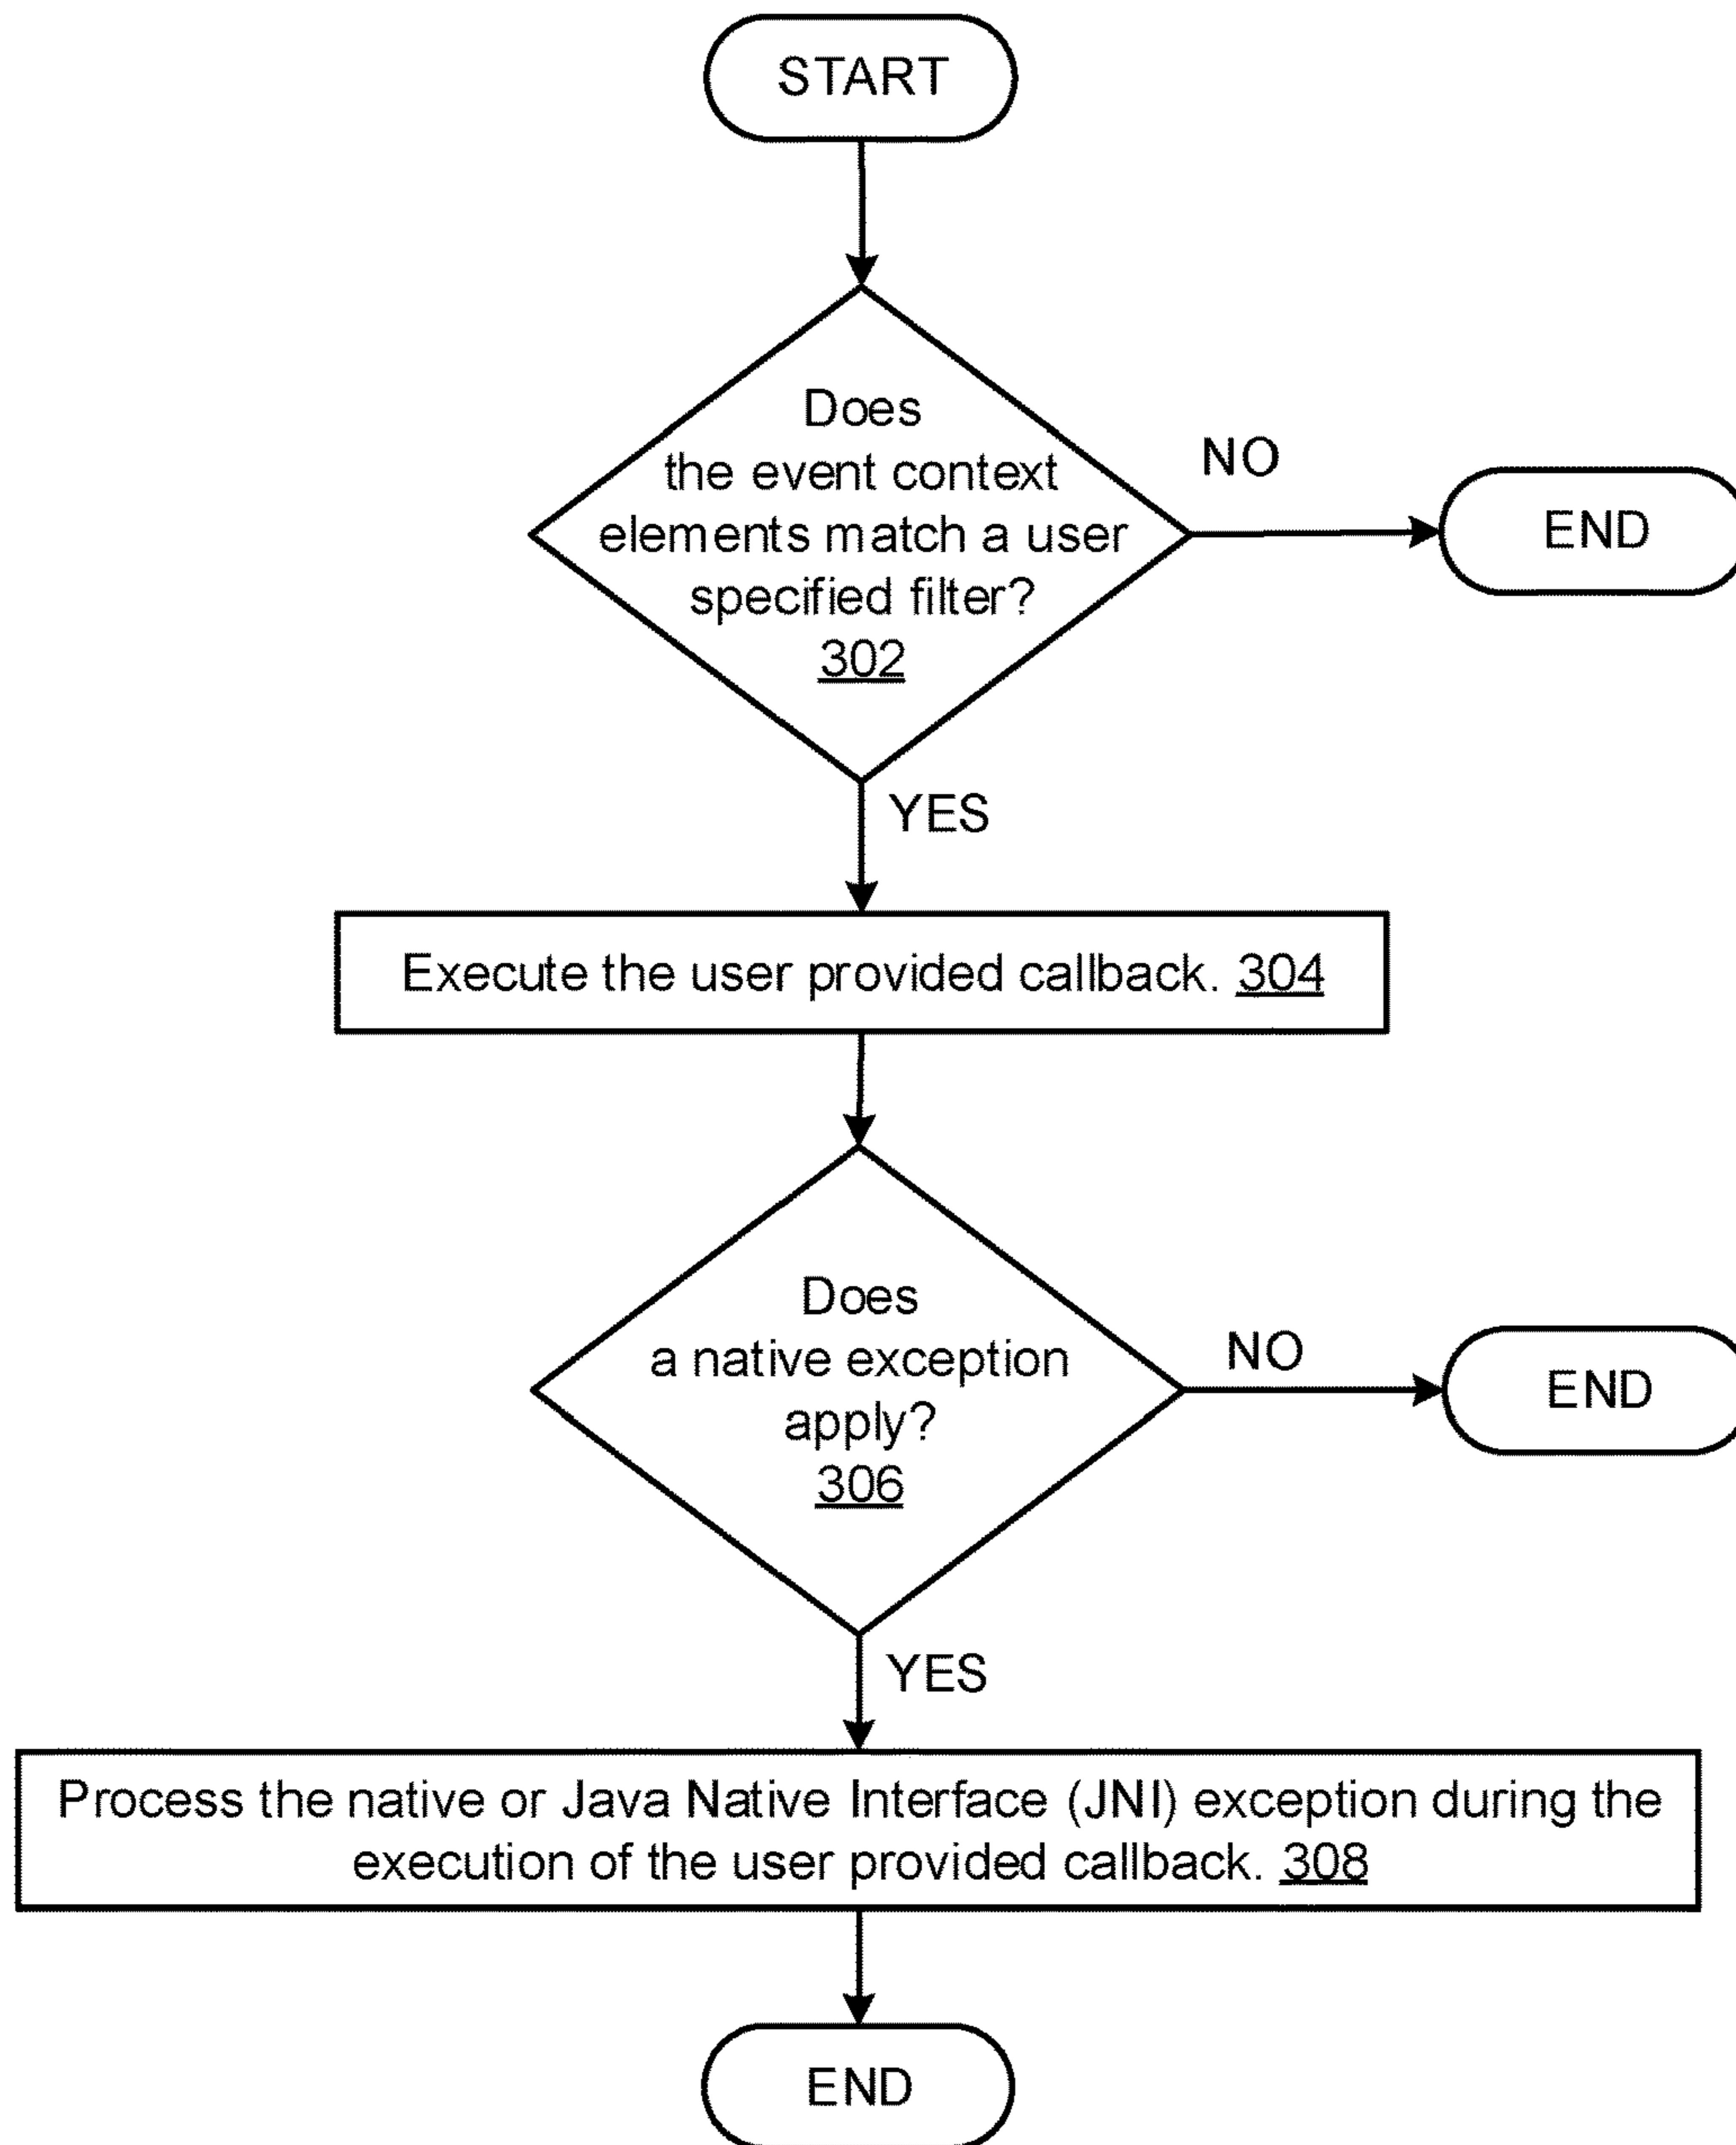 START
Does
the event context
elements match a user
specified filter?
302
NO
END
YES
Execute the user provided callback. 304
Does
a native exception
apply?
306
NO
END
YES
Process the native or Java Native Interface (JNI) exception during the
execution of the user provided callback. 308
END